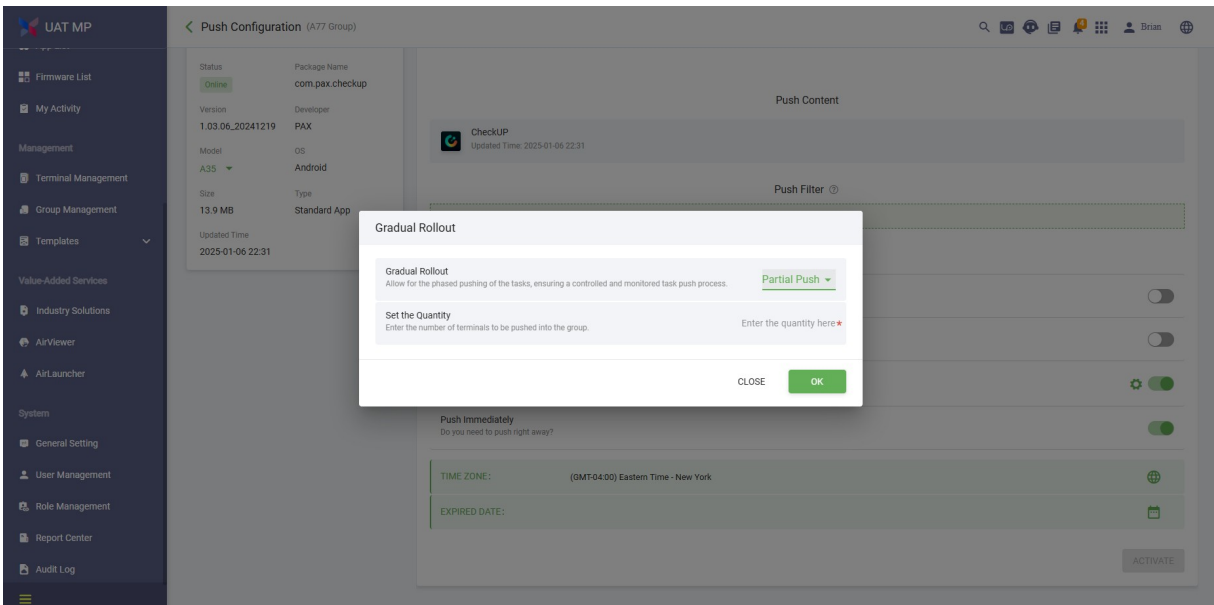 UAT MP
Push Configuration (A77 Group)
4
Brian
Firmware List
My Activity
Management
Terminal Management
Group Management
Templates
Value-Added Services
Industry Solutions
AirViewer
AirLauncher
System
General Setting
User Management
Role Management
Report Center
Audit Log
Status
Package Name
Online
com.pax.checkup
Version
Developer
1.03.06_20241219
PAX
Model
OS
A35
Android
Size
Type
13.9 MB
Standard App
Updated Time
2025-01-06 22:31
Push Content
CheckUP
Updated Time: 2025-01-06 22:31
Push Filter
Gradual Rollout
Gradual Rollout
Allow for the phased pushing of the tasks, ensuring a controlled and monitored task push process.
Partial Push
Set the Quantity
Enter the number of terminals to be pushed into the group.
Enter the quantity here*
CLOSE
OK
Push Immediately
Do you need to push right away?
TIME ZONE:
(GMT-04:00) Eastern Time - New York
EXPIRED DATE:
ACTIVATE